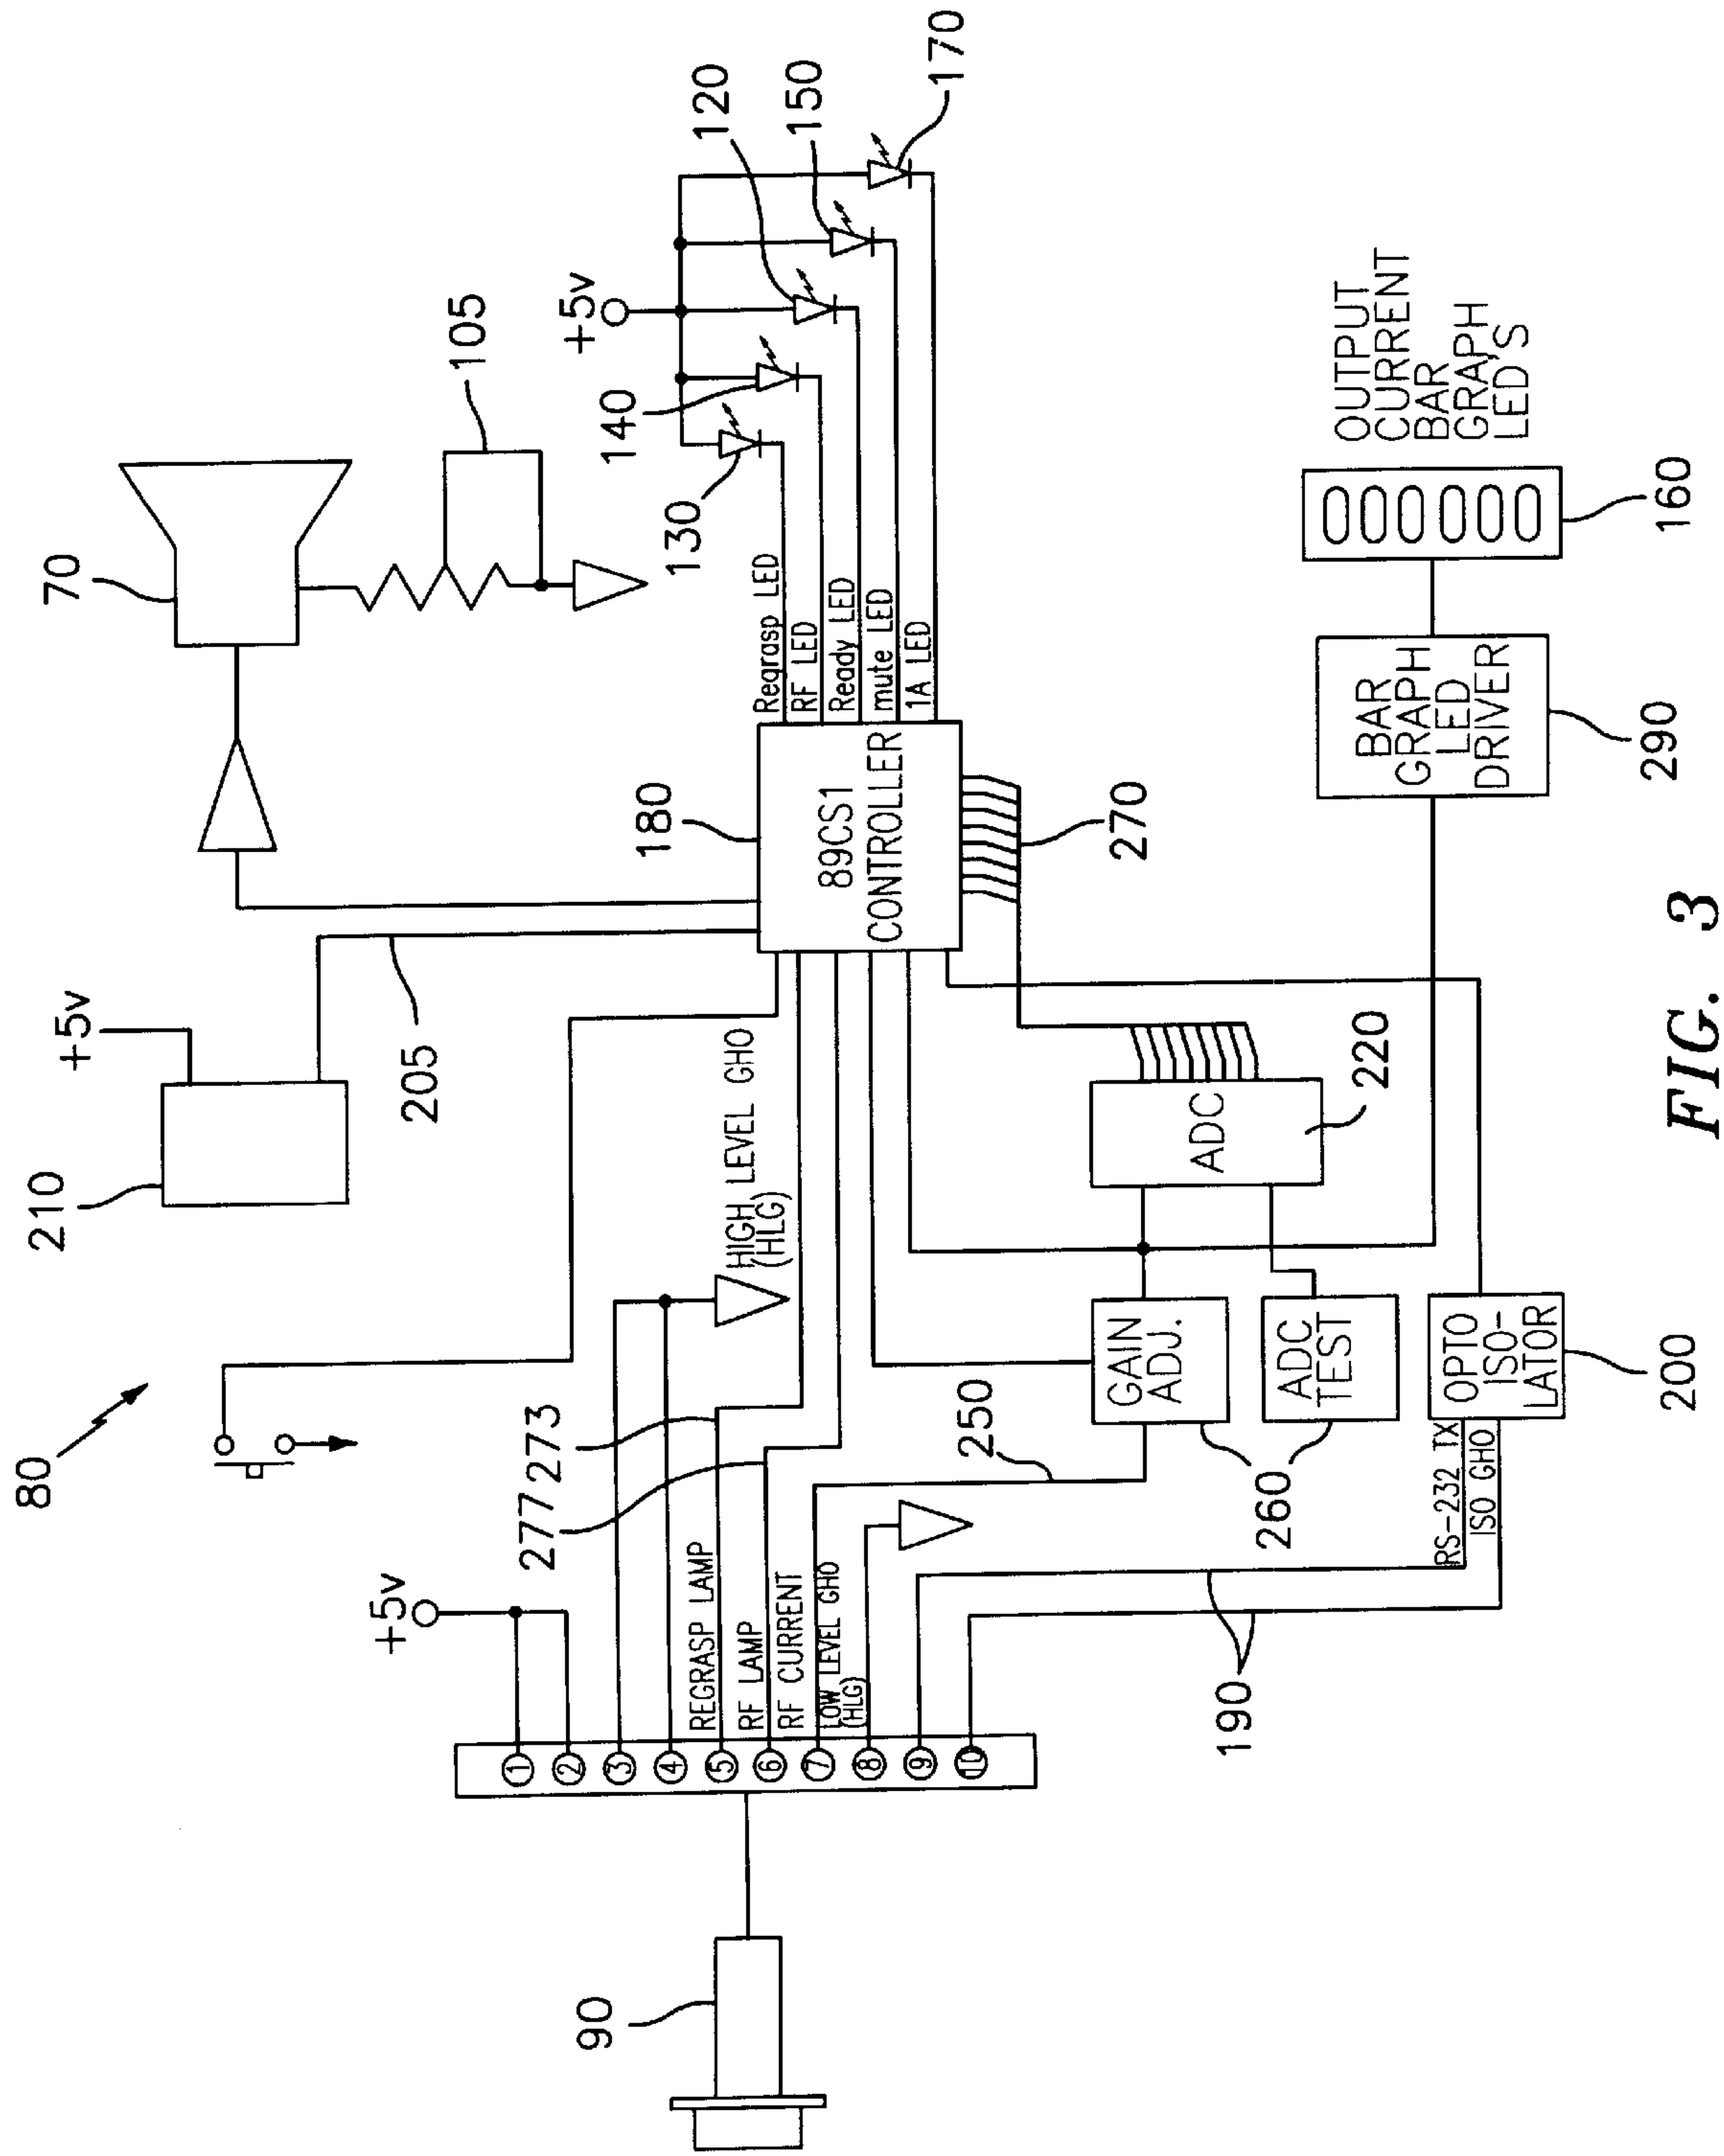 80
210
+5v
205
70
105
+5v
140
130
120
150
170
Regrasp LED
RF LED
Ready LED
mute LED
1A LED
180
89CS1
CONTROLLER
270
HIGH LEVEL GHO
(HLG)
277
273
+5v
REGRASP LAMP
RF LAMP
RF CURRENT
LOW LEVEL GHO
(HLG)
1
2
3
4
5
6
7
8
9
10
90
250
GAIN
ADJ.
ADC
TEST
260
ADC
220
RS-232 TX
ISO GHO
190
OPTO
ISO-
LATOR
200
BAR
GRAPH
LED
DRIVER
290
OUTPUT
CURRENT
BAR
GRAPH
LED'S
160
FIG. 3